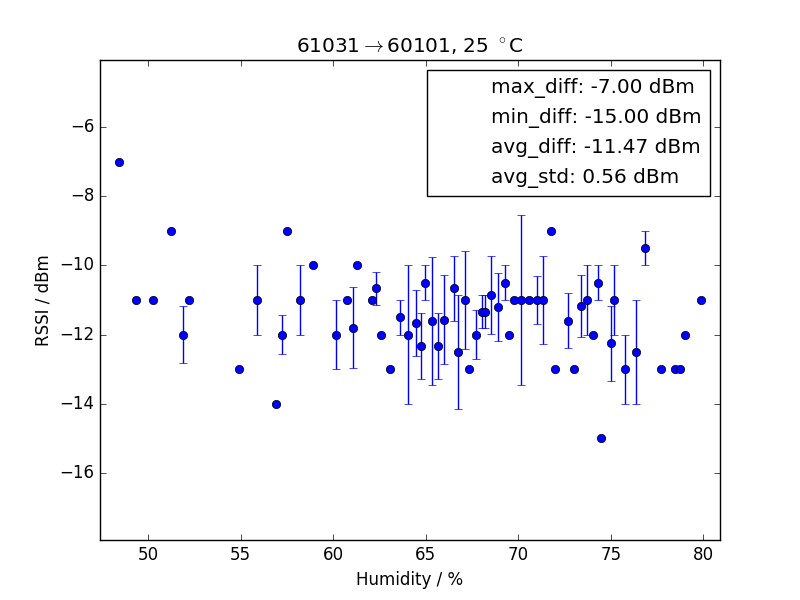 61031→60101, 25 °C
max_diff: -7.00 dBm
min_diff: -15.00 dBm
avg_diff: -11.47 dBm
avg_std: 0.56 dBm
RSSI / dBm
−6
−8
−10
−12
−14
−16
50 55 60 65 70 75 80
Humidity / %